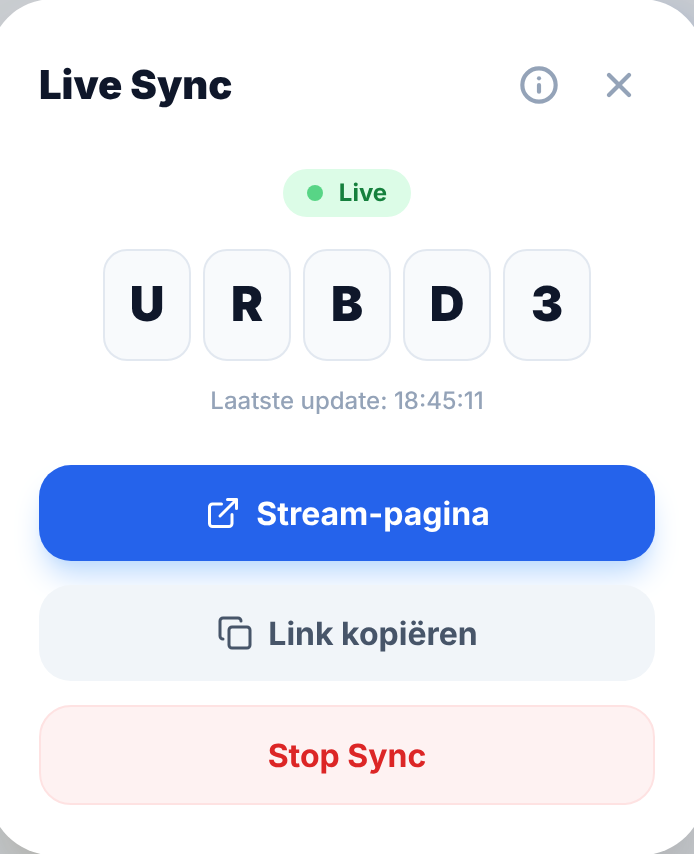 Live Sync
Live
U R B D 3
Laatste update: 18:45:11
Stream-pagina
Link kopiëren
Stop Sync